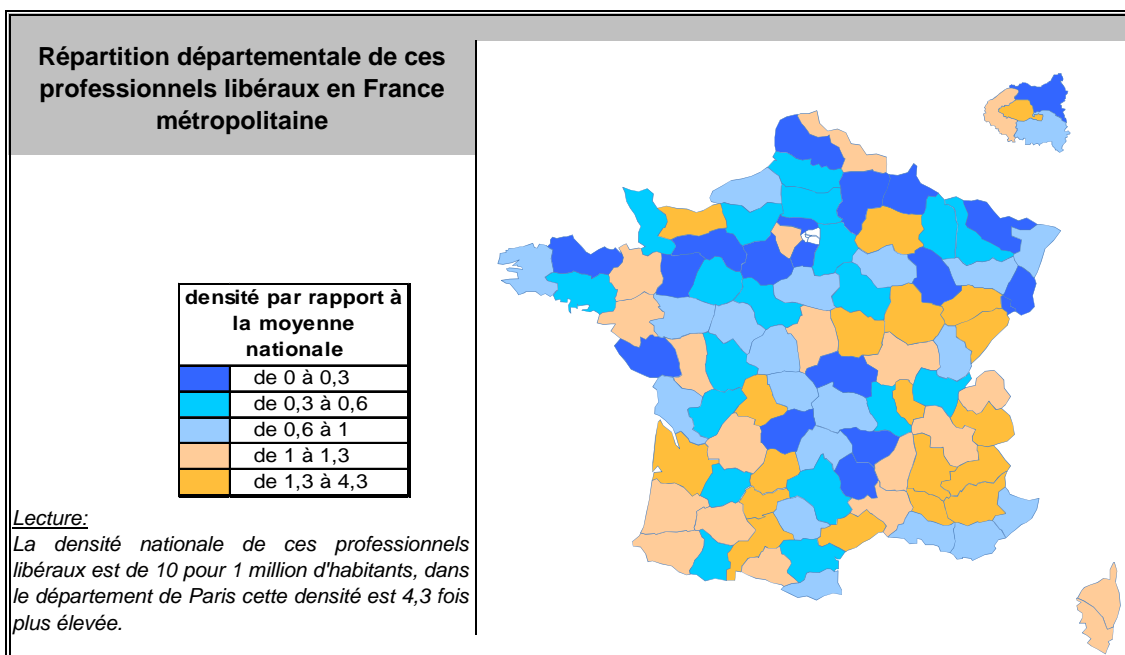 Répartition départementale de ces
professionnels libéraux en France
métropolitaine
densité par rapport à
la moyenne
nationale
de 0 à 0,3
de 0,3 à 0,6
de 0,6 à 1
de 1 à 1,3
de 1,3 à 4,3
Lecture:
La densité nationale de ces professionnels
libéraux est de 10 pour 1 million d'habitants, dans
le département de Paris cette densité est 4,3 fois
plus élevée.